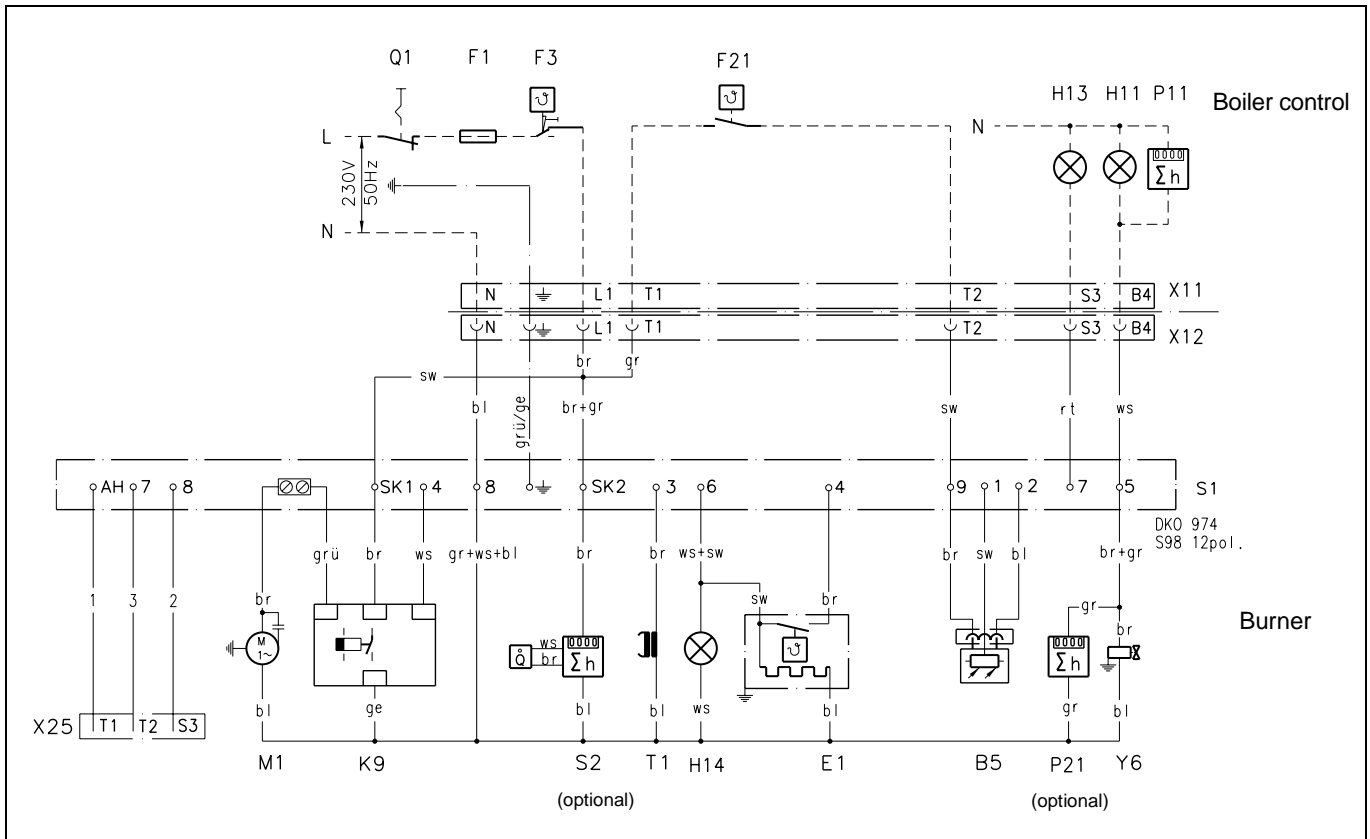 Q1 F1 F3 F21
H13 H11 P11
Boiler control
L
N
0000
Σh
ϑ
ϑ
230V
50Hz
N
N L1 T1 T2 S3 B4 X11
N L1 T1 T2 S3 B4 X12
br gr
sw
bl grü/ge br+gr sw rt ws
AH 7 8 SK1 4 8 SK2 3 6 4 9 1 2 7 5 S1
DKO 974
S98 12pol.
grü br ws gr+ws+bl br br ws+sw br sw bl br+gr
1 3 2 br sw br gr br
Burner
M
1~
Q
ws
br
0000
Σh
ϑ
0000
Σh
bl ge bl bl ws bl gr bl
X25 T1 T2 S3
M1 K9 S2 T1 H14 E1 B5 P21 Y6
(optional) (optional)